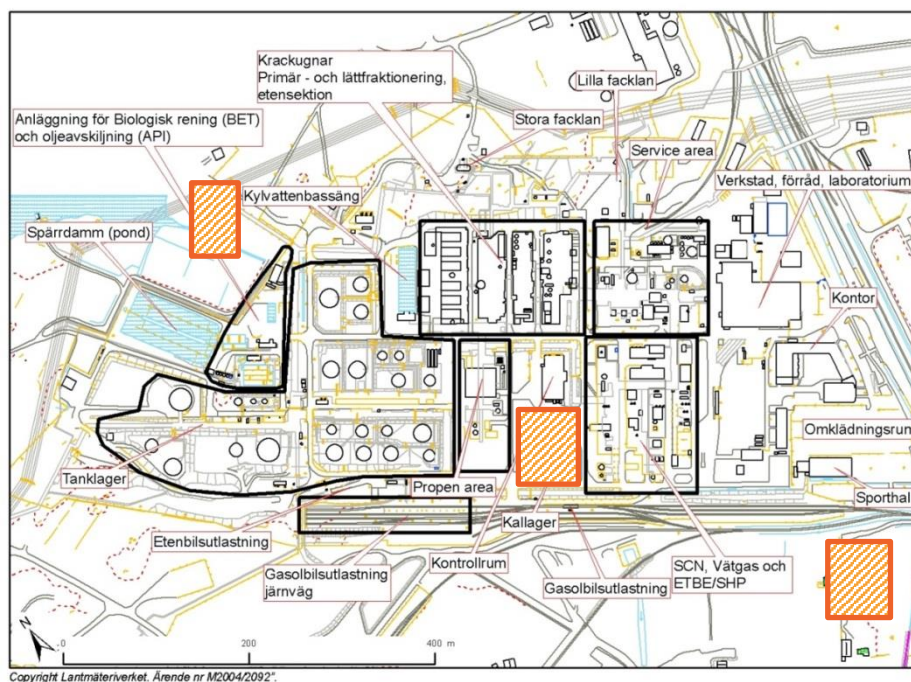 Krackugnar
Primär - och lättfraktionering,
etensektion
Lilla facklan
Anläggning för Biologisk rening (BET)
och oljeavskiljning (API)
Stora facklan
Service area
Verkstad, förråd, laboratorium
Kylvattenbassäng
Spärrdamm (pond)
Kontor
Omklädningsrum
Tanklager
Propen area
Sporthal
Kallager
Etenbilsutlastning
Kontrollrum
Gasolbilsutlastning
järnväg
Gasolbilsutlastning
SCN, Vätgas och
ETBE/SHP
N
0 200 400 m
Copyright Lantmäteriverket. Ärende nr M2004/2092".